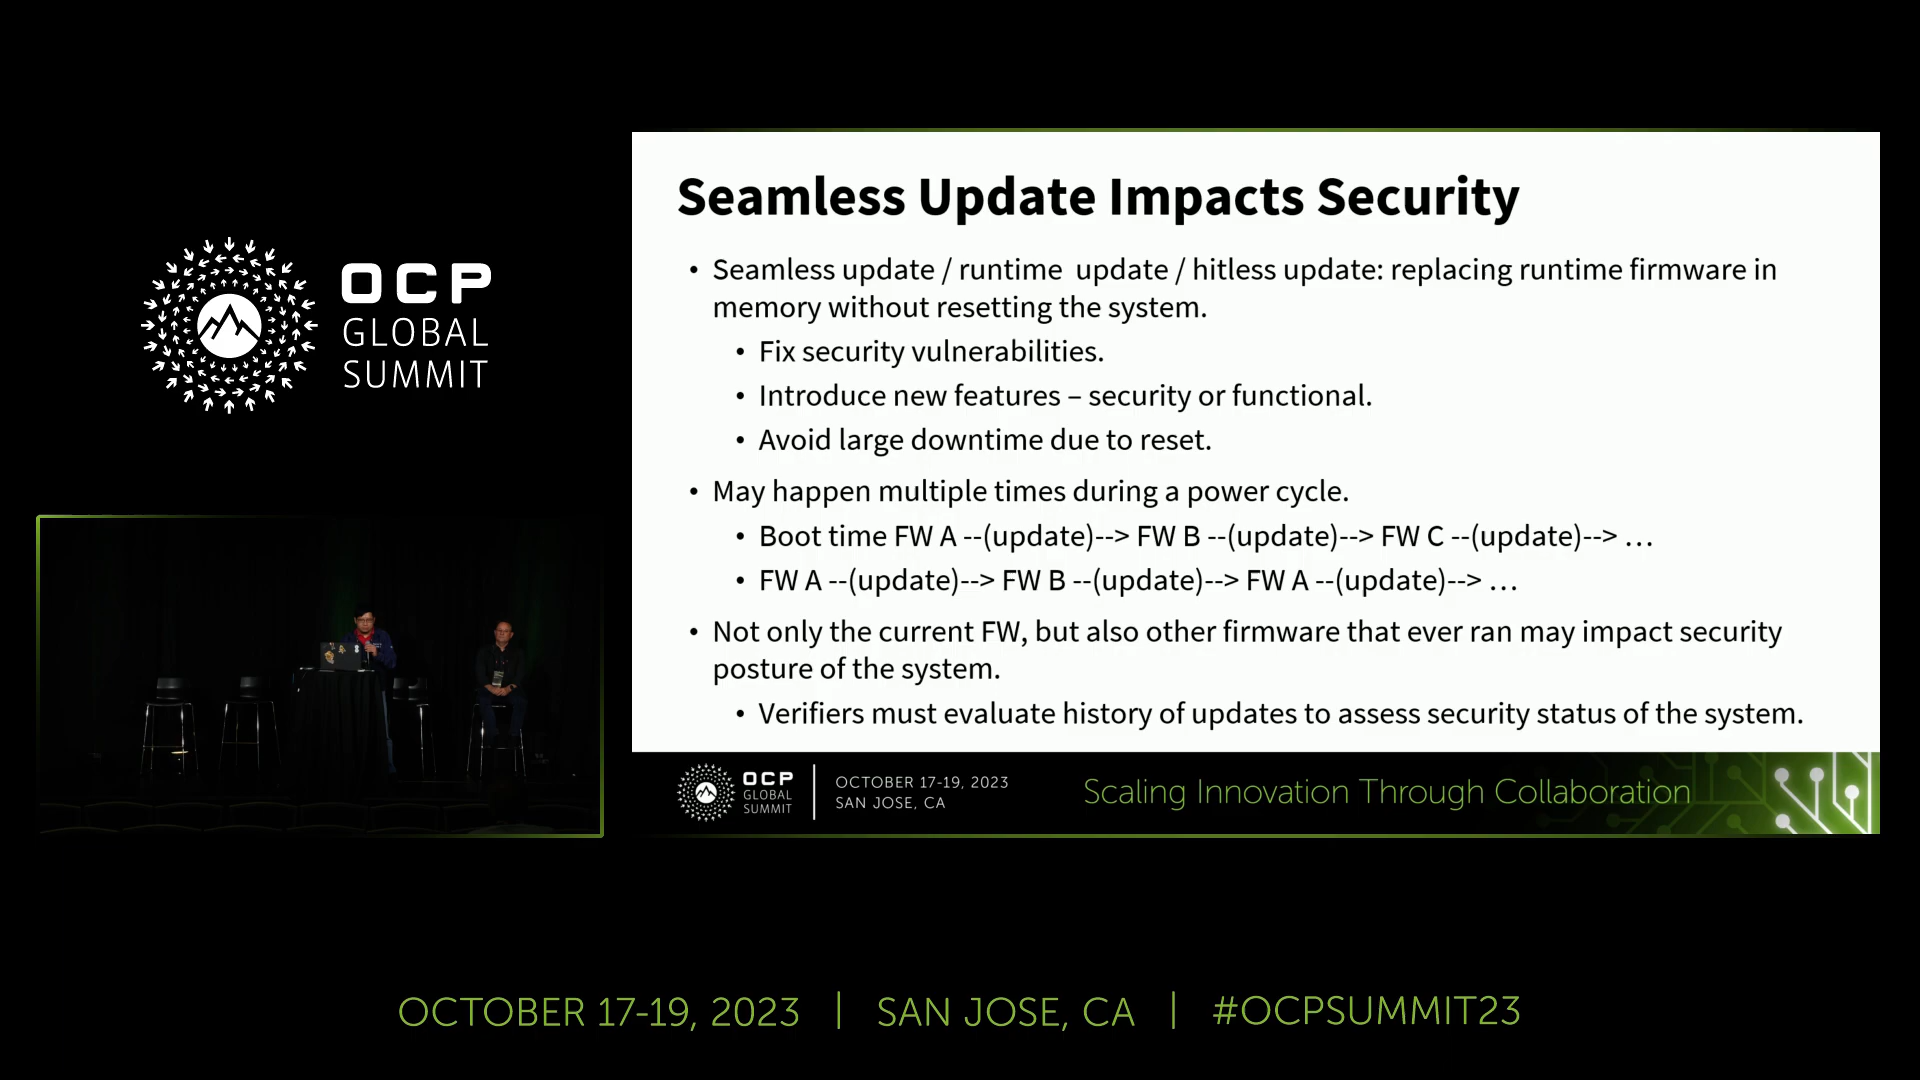 OCP
GLOBAL
SUMMIT
Seamless Update Impacts Security
• Seamless update / runtime  update / hitless update: replacing runtime firmware in
memory without resetting the system.
• Fix security vulnerabilities.
• Introduce new features – security or functional.
• Avoid large downtime due to reset.
• May happen multiple times during a power cycle.
• Boot time FW A --(update)--> FW B --(update)--> FW C --(update)--> …
• FW A --(update)--> FW B --(update)--> FW A --(update)--> …
• Not only the current FW, but also other firmware that ever ran may impact security
posture of the system.
• Verifiers must evaluate history of updates to assess security status of the system.
OCP
GLOBAL
SUMMIT
OCTOBER 17-19, 2023
SAN JOSE, CA
Scaling Innovation Through Collaboration
OCTOBER 17-19, 2023 | SAN JOSE, CA | #OCPSUMMIT23